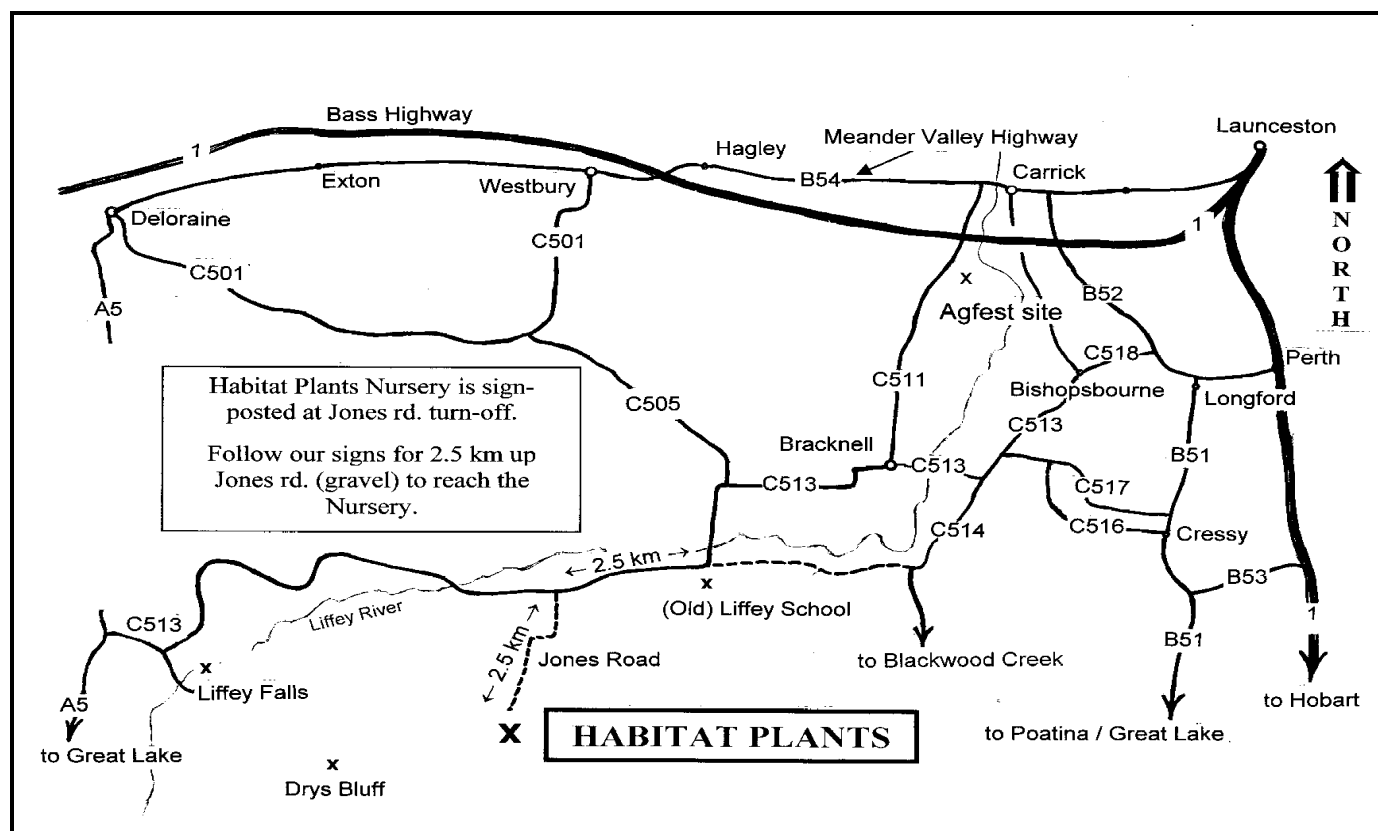 Bass Highway
1
Exton
Deloraine
Westbury
Hagley
Meander Valley Highway
B54
Carrick
Launceston
NORTH
1
C501
C501
A5
Agfest site
B52
C518
Perth
Bishopsbourne
Longford
C511
C505
Habitat Plants Nursery is sign-
posted at Jones rd. turn-off.
Follow our signs for 2.5 km up
Jones rd. (gravel) to reach the
Nursery.
Bracknell
C513
C513
C513
B51
C517
C516
Cressy
C514
B53
2.5 km
(Old) Liffey School
Liffey River
C513
2.5 km
Jones Road
to Blackwood Creek
B51
1
Liffey Falls
A5
to Great Lake
to Hobart
to Poatina / Great Lake
x HABITAT PLANTS
x
x
x
x
Drys Bluff